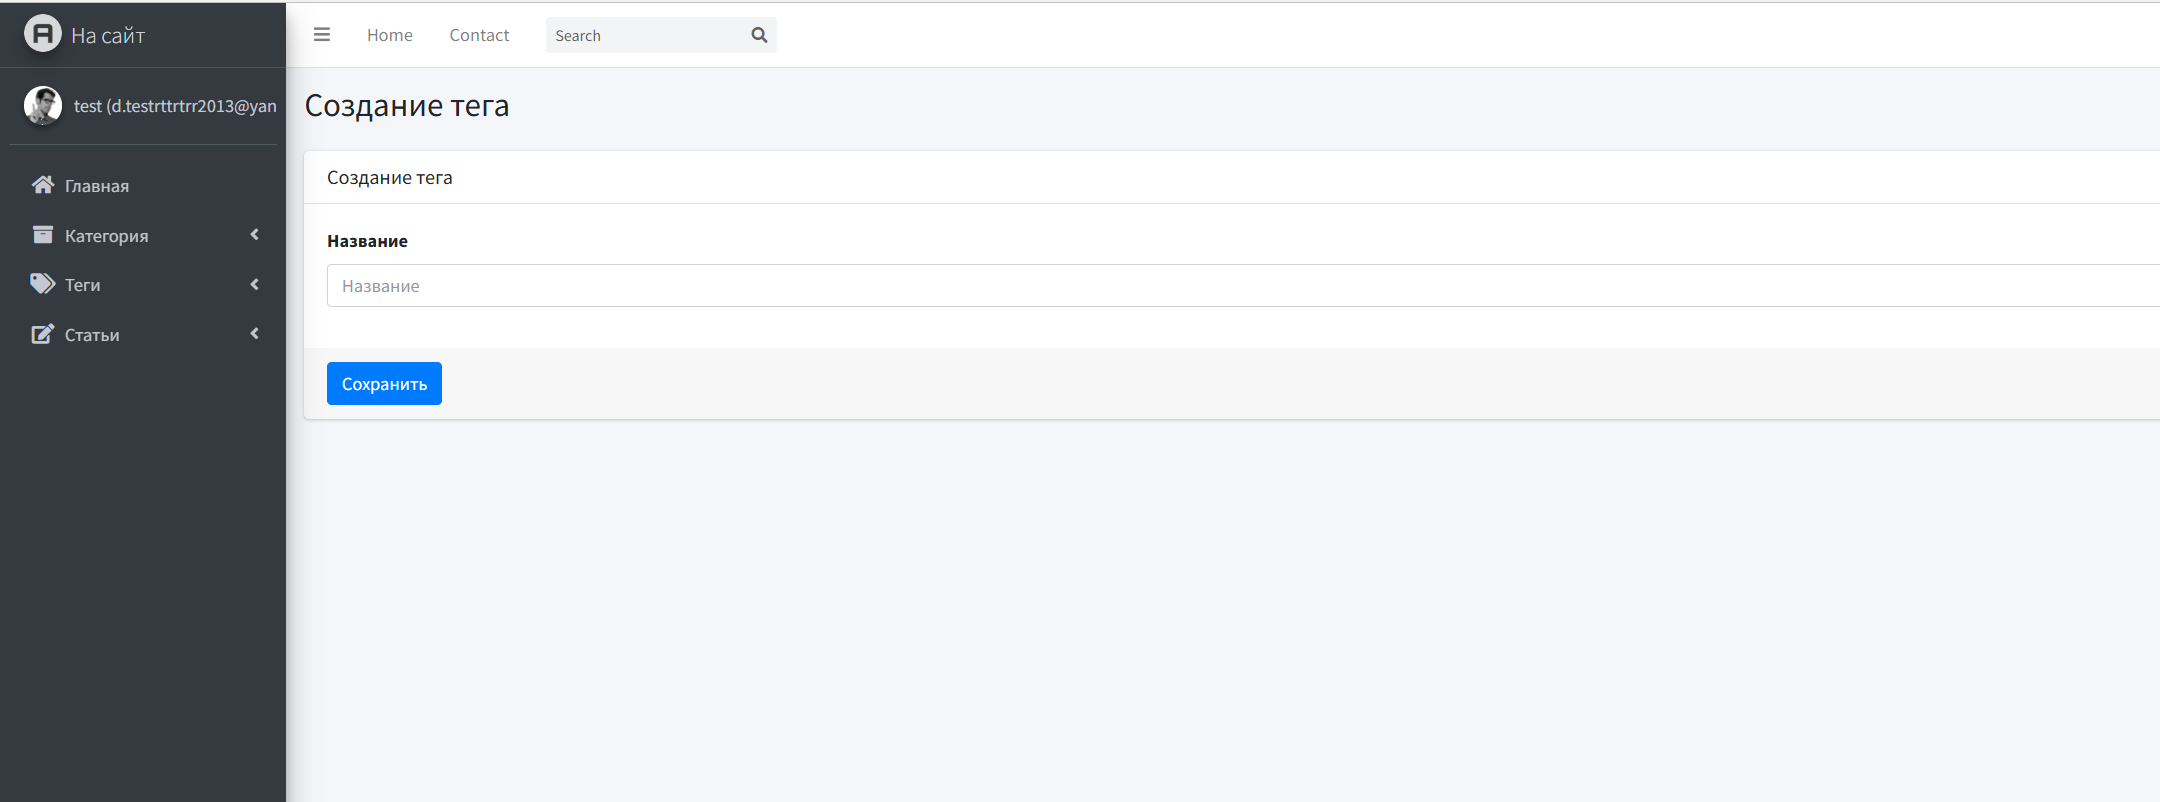 На сайт
test (d.testrttrtrr2013@yan
Главная
Категория
Теги
Статьи
Home
Contact
Search
Создание тега
Создание тега
Название
Название
Сохранить